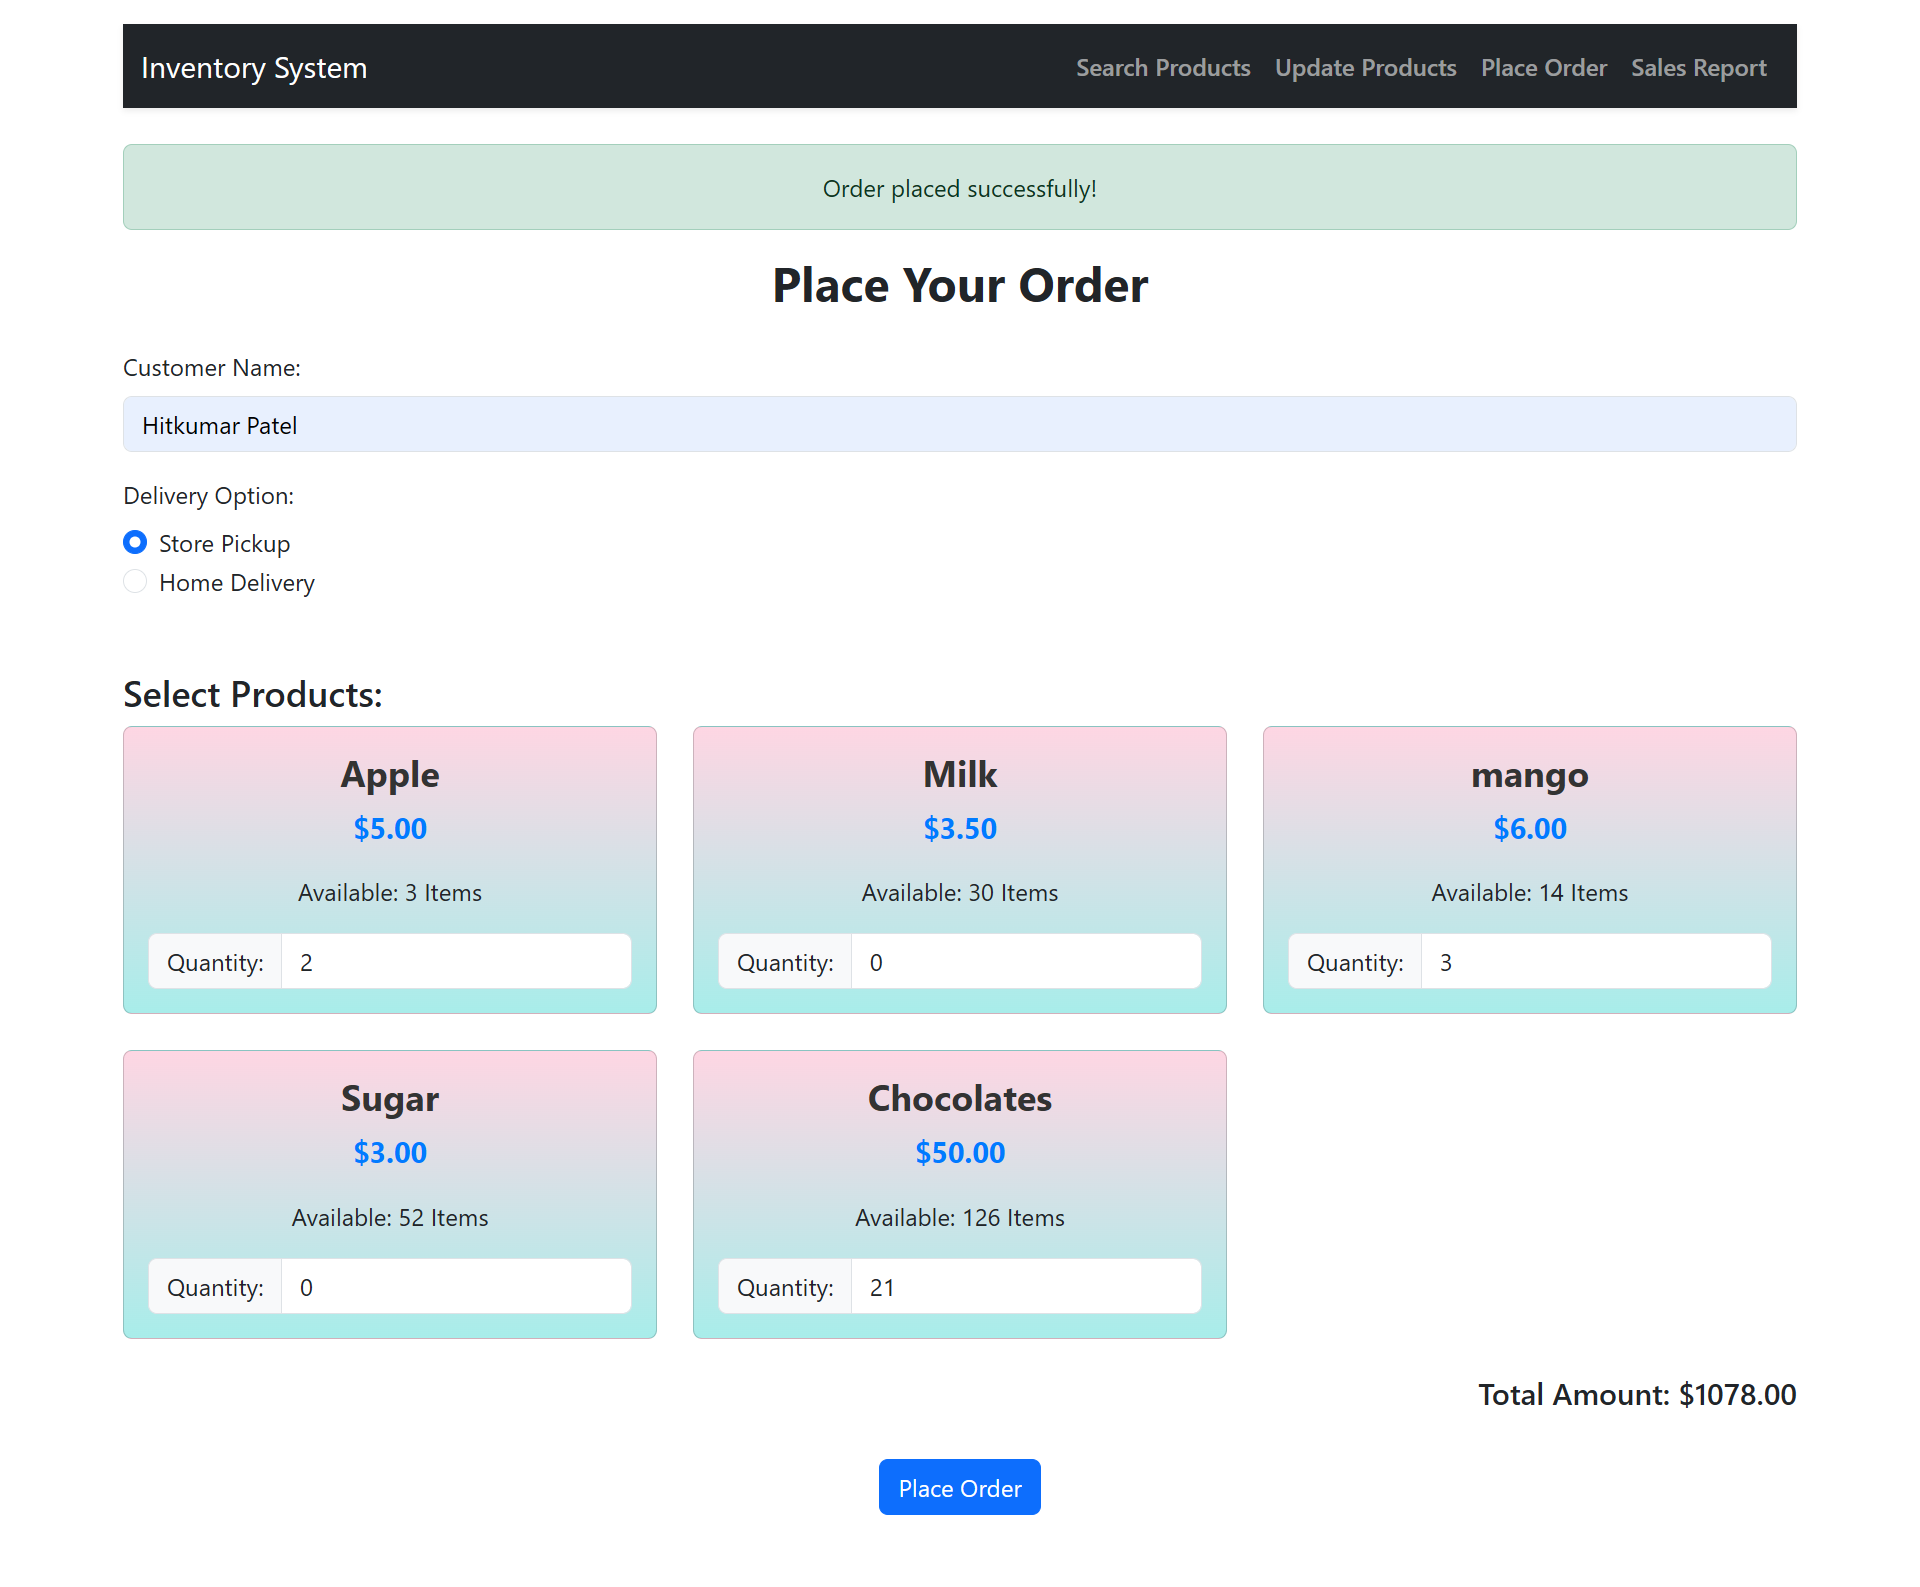 Inventory System Search Products Update Products Place Order Sales Report
Order placed successfully!
Place Your Order
Customer Name:
Hitkumar Patel
Delivery Option:
Store Pickup
Home Delivery
Select Products:
Apple
$5.00
Available: 3 Items
Quantity: 2
Milk
$3.50
Available: 30 Items
Quantity: 0
mango
$6.00
Available: 14 Items
Quantity: 3
Sugar
$3.00
Available: 52 Items
Quantity: 0
Chocolates
$50.00
Available: 126 Items
Quantity: 21
Total Amount: $1078.00
Place Order